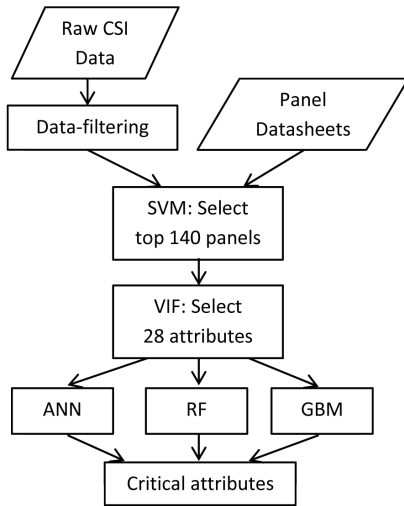 Raw CSI
Data
Data-filtering
Panel
Datasheets
SVM: Select
top 140 panels
VIF: Select
28 attributes
ANN
RF
GBM
Critical attributes